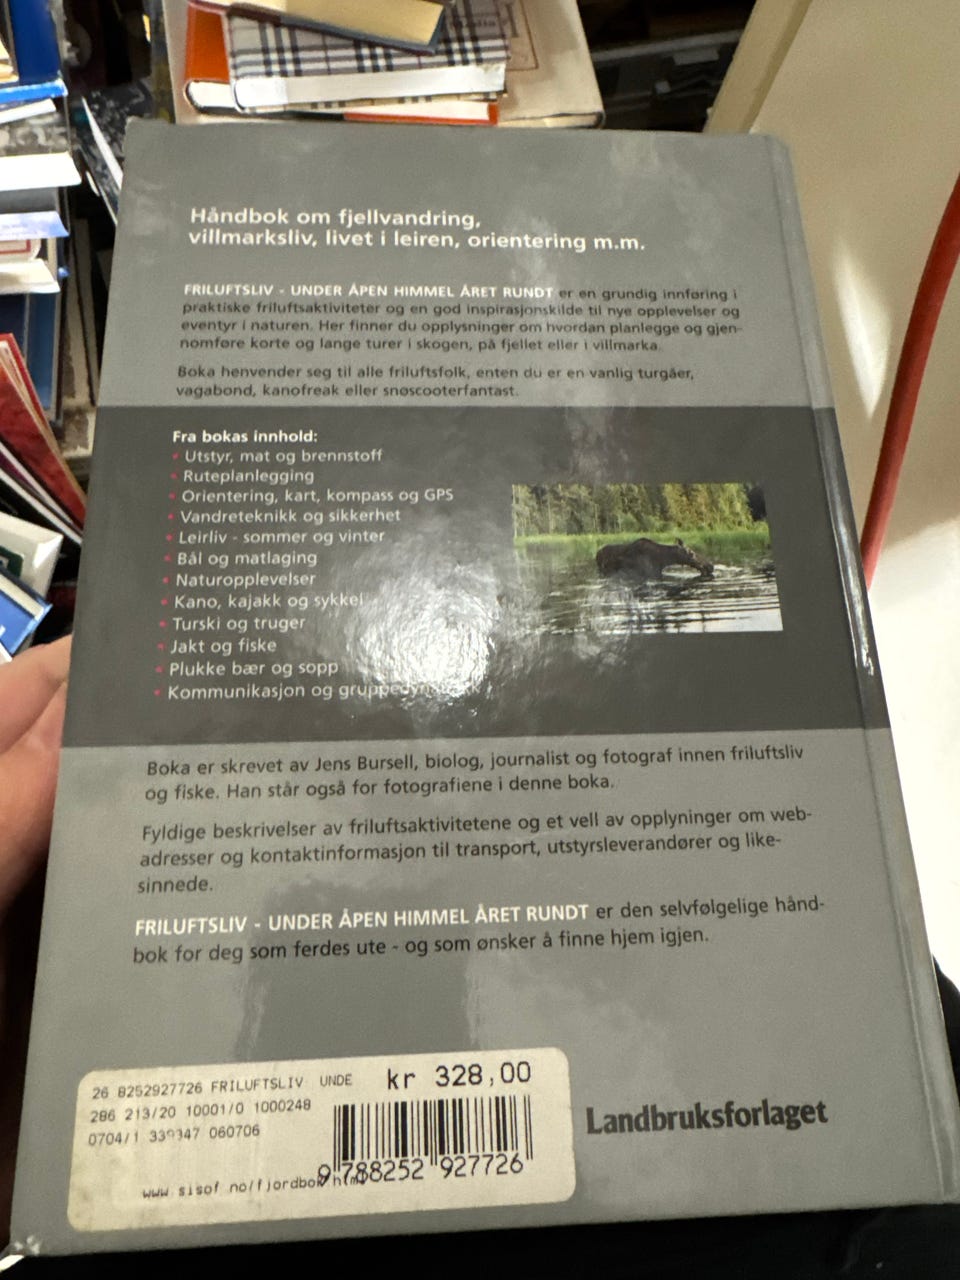 Håndbok om fjellvandring,
villmarksliv, livet i leiren, orientering m.m.
FRILUFTSLIV - UNDER ÅPEN HIMMEL ÅRET RUNDT er en grundig innføring i
praktiske friluftsaktiviteter og en god inspirasjonskilde til nye opplevelser og
eventyr i naturen. Her finner du opplysninger om hvordan planlegge og gjen-
nomføre korte og lange turer i skogen, på fjellet eller i villmarka.
Boka henvender seg til alle friluftsfolk, enten du er en vanlig turgåer,
vagabond, kanofreak eller snøscooterfantast.
Fra bokas innhold:
• Utstyr, mat og brennstoff
• Ruteplanlegging
• Orientering, kart, kompass og GPS
• Vandreteknikk og sikkerhet
• Leirliv - sommer og vinter
• Bål og matlaging
• Naturopplevelser
• Kano, kajakk og sykkel
• Turski og truger
• Jakt og fiske
• Plukke bær og sopp
• Kommunikasjon og gruppedynamikk
Boka er skrevet av Jens Bursell, biolog, journalist og fotograf innen friluftsliv
og fiske. Han står også for fotografiene i denne boka.
Fyldige beskrivelser av friluftsaktivitetene og et vell av opplyninger om web-
adresser og kontaktinformasjon til transport, utstyrsleverandører og like-
sinnede.
FRILUFTSLIV - UNDER ÅPEN HIMMEL ÅRET RUNDT er den selvfølgelige hånd-
bok for deg som ferdes ute - og som ønsker å finne hjem igjen.
26 8252927726 FRILUFTSLIV UNDE kr 328,00
286 213/20 10001/0 1000248
0704/1 060706
9 788252 927726
Landbruksforlaget